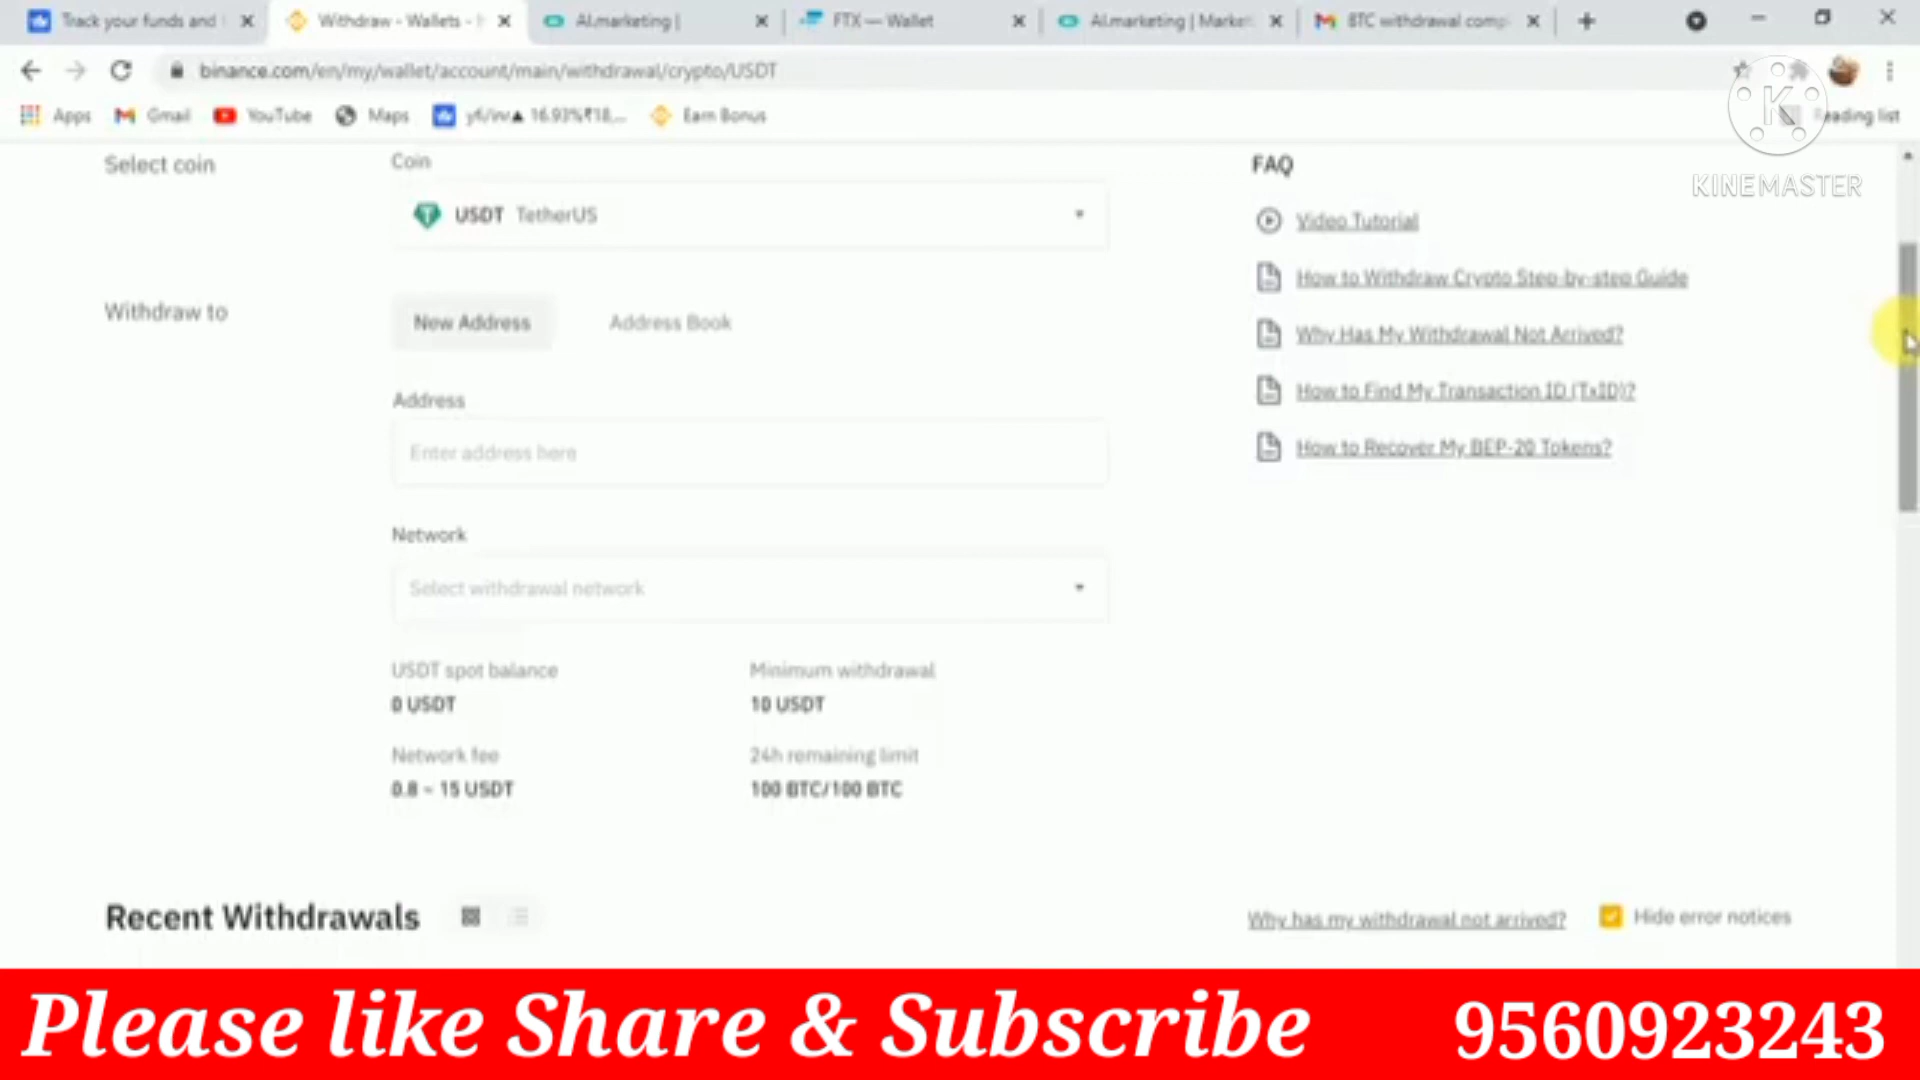 Track your funds and
Withdraw - Wallets -
AI.marketing |
FTX — Wallet
AI.marketing | Market
BTC withdrawal comp
binance.com/en/my/wallet/account/main/withdrawal/crypto/USDT
Apps
Gmail
YouTube
Maps
16.93%₹18,...
Earn Bonus
Reading list
K
KINEMASTER
Select coin
Coin
USDT TetherUS
Withdraw to
New Address
Address Book
Address
Enter address here
Network
Select withdrawal network
USDT spot balance
0 USDT
Minimum withdrawal
10 USDT
Network fee
0.8 ~ 15 USDT
24h remaining limit
100 BTC/100 BTC
FAQ
Video Tutorial
How to Withdraw Crypto Step-by-step Guide
Why Has My Withdrawal Not Arrived?
How to Find My Transaction ID (TxID)?
How to Recover My BEP-20 Tokens?
Recent Withdrawals
Why has my withdrawal not arrived?
Hide error notices
Please like Share & Subscribe
9560923243